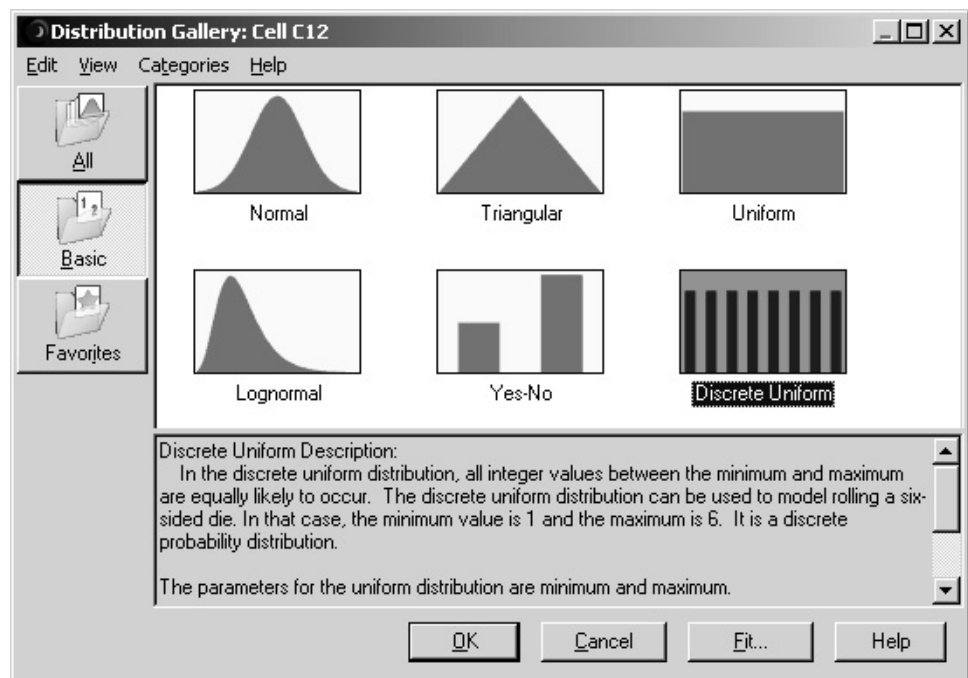 Distribution Gallery: Cell C12
Edit View Categories Help
All
1 2
Basic
Favorites
Normal Triangular Uniform
Lognormal Yes-No Discrete Uniform
Discrete Uniform Description:
In the discrete uniform distribution, all integer values between the minimum and maximum
are equally likely to occur. The discrete uniform distribution can be used to model rolling a six-
sided die. In that case, the minimum value is 1 and the maximum is 6. It is a discrete
probability distribution.
The parameters for the uniform distribution are minimum and maximum.
OK Cancel Fit... Help